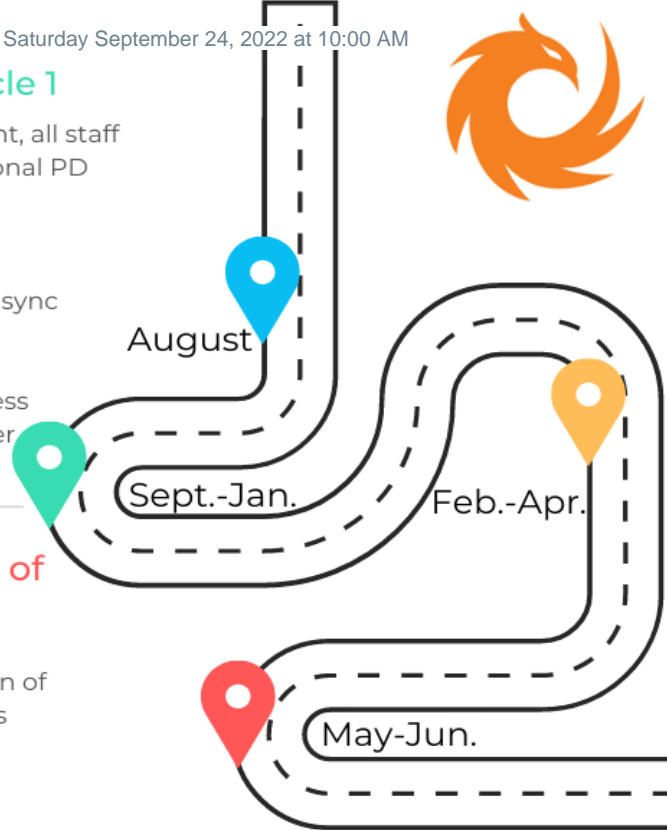 Saturday September 24, 2022 at 10:00 AM
cle 1
nt, all staff
onal PD
sync
August
ess
er
Sept.-Jan.
Feb.-Apr.
of
n of
s
May-Jun.